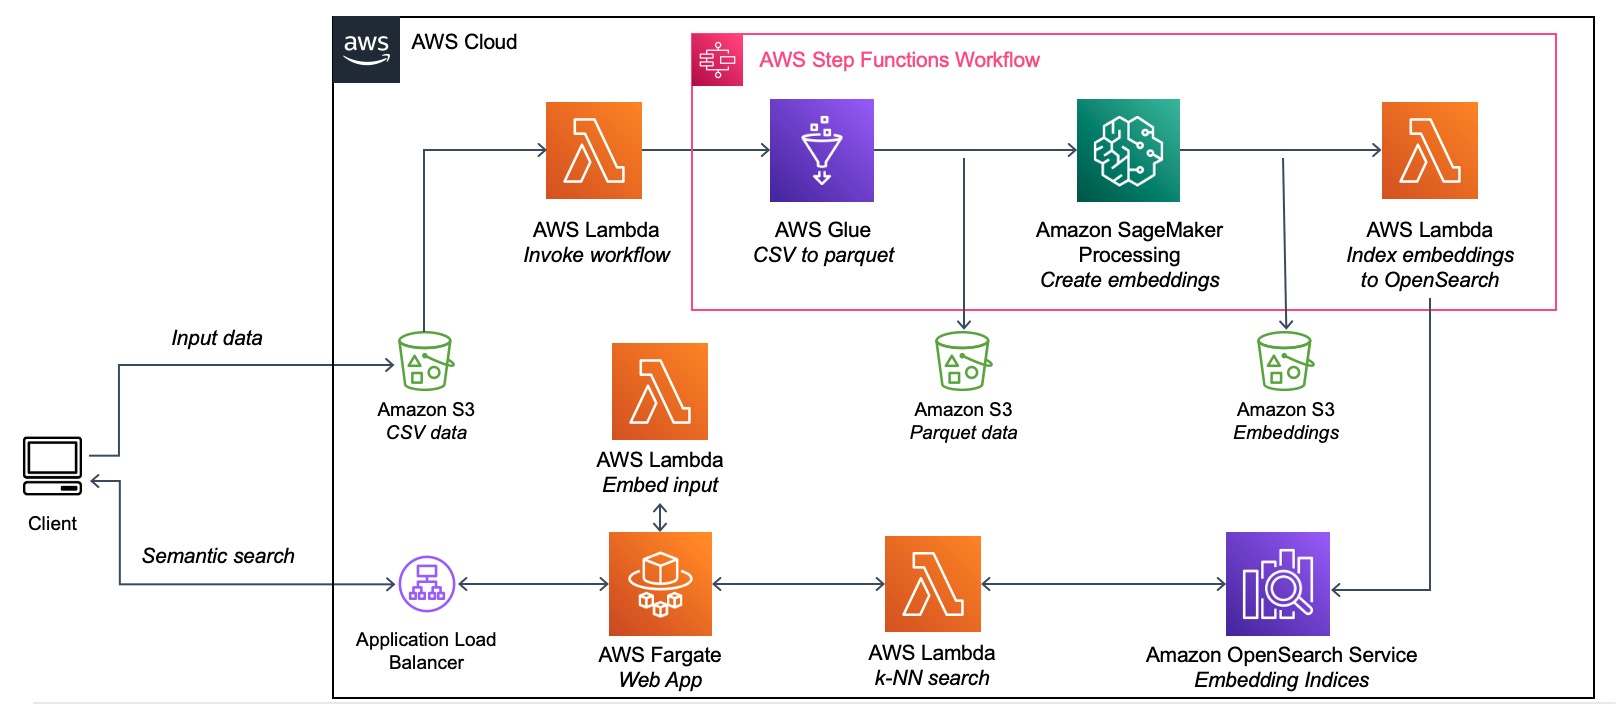 aws
AWS Cloud
AWS Step Functions Workflow
AWS Lambda
Invoke workflow
AWS Glue
CSV to parquet
Amazon SageMaker
Processing
Create embeddings
AWS Lambda
Index embeddings
to OpenSearch
Input data
Amazon S3
CSV data
AWS Lambda
Embed input
Amazon S3
Parquet data
Amazon S3
Embeddings
Client
Semantic search
Application Load
Balancer
AWS Fargate
Web App
AWS Lambda
k-NN search
Amazon OpenSearch Service
Embedding Indices